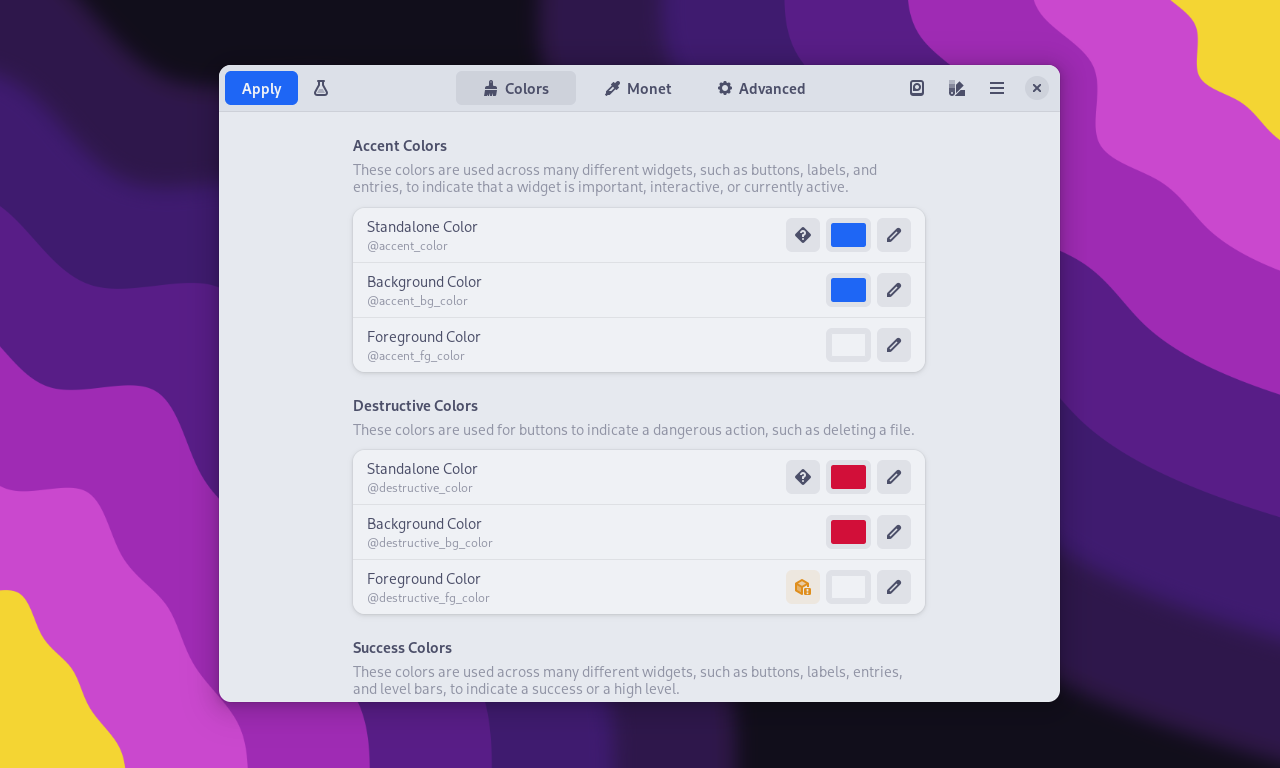 Apply
Colors
Monet
Advanced
Accent Colors
These colors are used across many different widgets, such as buttons, labels, and
entries, to indicate that a widget is important, interactive, or currently active.
Standalone Color
@accent_color
Background Color
@accent_bg_color
Foreground Color
@accent_fg_color
Destructive Colors
These colors are used for buttons to indicate a dangerous action, such as deleting a file.
Standalone Color
@destructive_color
Background Color
@destructive_bg_color
Foreground Color
@destructive_fg_color
Success Colors
These colors are used across many different widgets, such as buttons, labels, entries,
and level bars, to indicate a success or a high level.